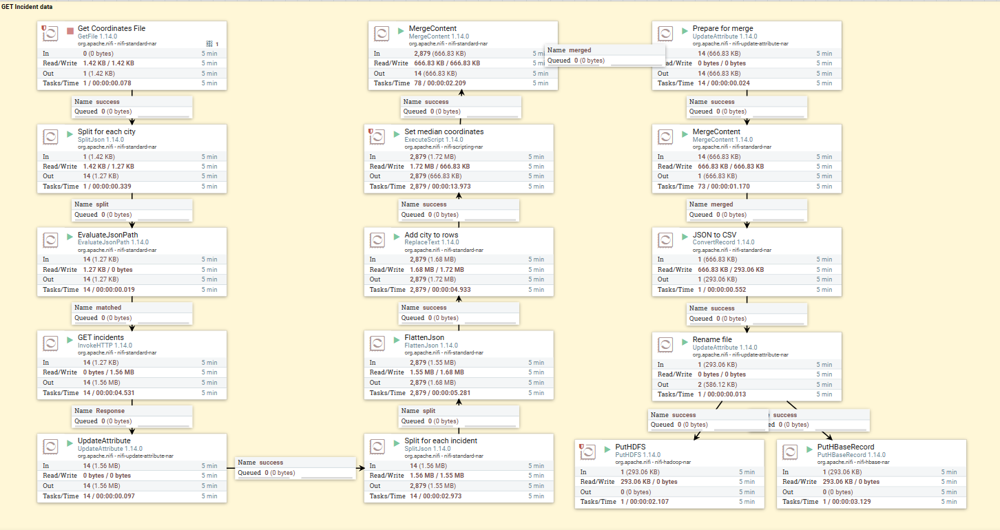 GET Incident data
Get Coordinates File
GetFile 1.14.0
org.apache.nifi - nifi-standard-nar
1
In 0 (0 bytes) 5 min
Read/Write 1.42 KB / 1.42 KB 5 min
Out 1 (1.42 KB) 5 min
Tasks/Time 1 / 00:00:00.078 5 min
Name success
Queued 0 (0 bytes)
Split for each city
SplitJson 1.14.0
org.apache.nifi - nifi-standard-nar
In 1 (1.42 KB) 5 min
Read/Write 1.42 KB / 1.27 KB 5 min
Out 14 (1.27 KB) 5 min
Tasks/Time 1 / 00:00:00.339 5 min
Name split
Queued 0 (0 bytes)
EvaluateJsonPath
EvaluateJsonPath 1.14.0
org.apache.nifi - nifi-standard-nar
In 14 (1.27 KB) 5 min
Read/Write 1.27 KB / 0 bytes 5 min
Out 14 (1.27 KB) 5 min
Tasks/Time 14 / 00:00:00.019 5 min
Name matched
Queued 0 (0 bytes)
GET incidents
InvokeHTTP 1.14.0
org.apache.nifi - nifi-standard-nar
In 14 (1.27 KB) 5 min
Read/Write 0 bytes / 1.56 MB 5 min
Out 14 (1.56 MB) 5 min
Tasks/Time 14 / 00:00:04.531 5 min
Name Response
Queued 0 (0 bytes)
UpdateAttribute
UpdateAttribute 1.14.0
org.apache.nifi - nifi-update-attribute-nar
In 14 (1.56 MB) 5 min
Read/Write 0 bytes / 0 bytes 5 min
Out 14 (1.56 MB) 5 min
Tasks/Time 14 / 00:00:00.097 5 min
Name success
Queued 0 (0 bytes)
Split for each incident
SplitJson 1.14.0
org.apache.nifi - nifi-standard-nar
In 14 (1.56 MB) 5 min
Read/Write 1.56 MB / 1.55 MB 5 min
Out 2,879 (1.55 MB) 5 min
Tasks/Time 14 / 00:00:02.973 5 min
Name split
Queued 0 (0 bytes)
FlattenJson
FlattenJson 1.14.0
org.apache.nifi - nifi-standard-nar
In 2,879 (1.55 MB) 5 min
Read/Write 1.55 MB / 1.68 MB 5 min
Out 2,879 (1.68 MB) 5 min
Tasks/Time 2,879 / 00:00:05.281 5 min
Name success
Queued 0 (0 bytes)
Add city to rows
ReplaceText 1.14.0
org.apache.nifi - nifi-standard-nar
In 2,879 (1.68 MB) 5 min
Read/Write 1.68 MB / 1.72 MB 5 min
Out 2,879 (1.72 MB) 5 min
Tasks/Time 2,879 / 00:00:04.933 5 min
Name success
Queued 0 (0 bytes)
Set median coordinates
ExecuteScript 1.14.0
org.apache.nifi - nifi-scripting-nar
In 2,879 (1.72 MB) 5 min
Read/Write 1.72 MB / 666.83 KB 5 min
Out 2,879 (666.83 KB) 5 min
Tasks/Time 2,879 / 00:00:13.973 5 min
Name success
Queued 0 (0 bytes)
MergeContent
MergeContent 1.14.0
org.apache.nifi - nifi-standard-nar
In 2,879 (666.83 KB) 5 mi
Read/Write 666.83 KB / 666.83 KB 5 min
Out 14 (666.83 KB) 5 min
Tasks/Time 78 / 00:00:02.209 5 min
Name merged
Queued 0 (0 bytes)
Prepare for merge
UpdateAttribute 1.14.0
org.apache.nifi - nifi-update-attribute-nar
14 (666.83 KB) 5 min
ad/Write 0 bytes / 0 bytes 5 min
Out 14 (666.83 KB) 5 min
Tasks/Time 14 / 00:00:00.024 5 min
Name success
Queued 0 (0 bytes)
MergeContent
MergeContent 1.14.0
org.apache.nifi - nifi-standard-nar
In 14 (666.83 KB) 5 min
Read/Write 666.83 KB / 666.83 KB 5 min
Out 1 (666.83 KB) 5 min
Tasks/Time 73 / 00:00:01.170 5 min
Name merged
Queued 0 (0 bytes)
JSON to CSV
ConvertRecord 1.14.0
org.apache.nifi - nifi-standard-nar
In 1 (666.83 KB) 5 min
Read/Write 666.83 KB / 293.06 KB 5 min
Out 1 (293.06 KB) 5 min
Tasks/Time 1 / 00:00:00.552 5 min
Name success
Queued 0 (0 bytes)
Rename file
UpdateAttribute 1.14.0
org.apache.nifi - nifi-update-attribute-nar
In 1 (293.06 KB) 5 min
Read/Write 0 bytes / 0 bytes 5 min
Out 2 (586.12 KB) 5 min
Tasks/Time 1 / 00:00:00.013 5 min
Name success
Queued 0 (0 bytes)
e success
ed 0 (0 bytes)
PutHDFS
PutHDFS 1.14.0
org.apache.nifi - nifi-hadoop-nar
In 1 (293.06 KB) 5 min
Read/Write 293.06 KB / 0 bytes 5 min
Out 0 (0 bytes) 5 min
Tasks/Time 1 / 00:00:02.107 5 min
PutHBaseRecord
PutHBaseRecord 1.14.0
org.apache.nifi - nifi-hbase-nar
In 1 (293.06 KB) 5 min
Read/Write 293.06 KB / 0 bytes 5 min
Out 0 (0 bytes) 5 min
Tasks/Time 1 / 00:00:03.129 5 min